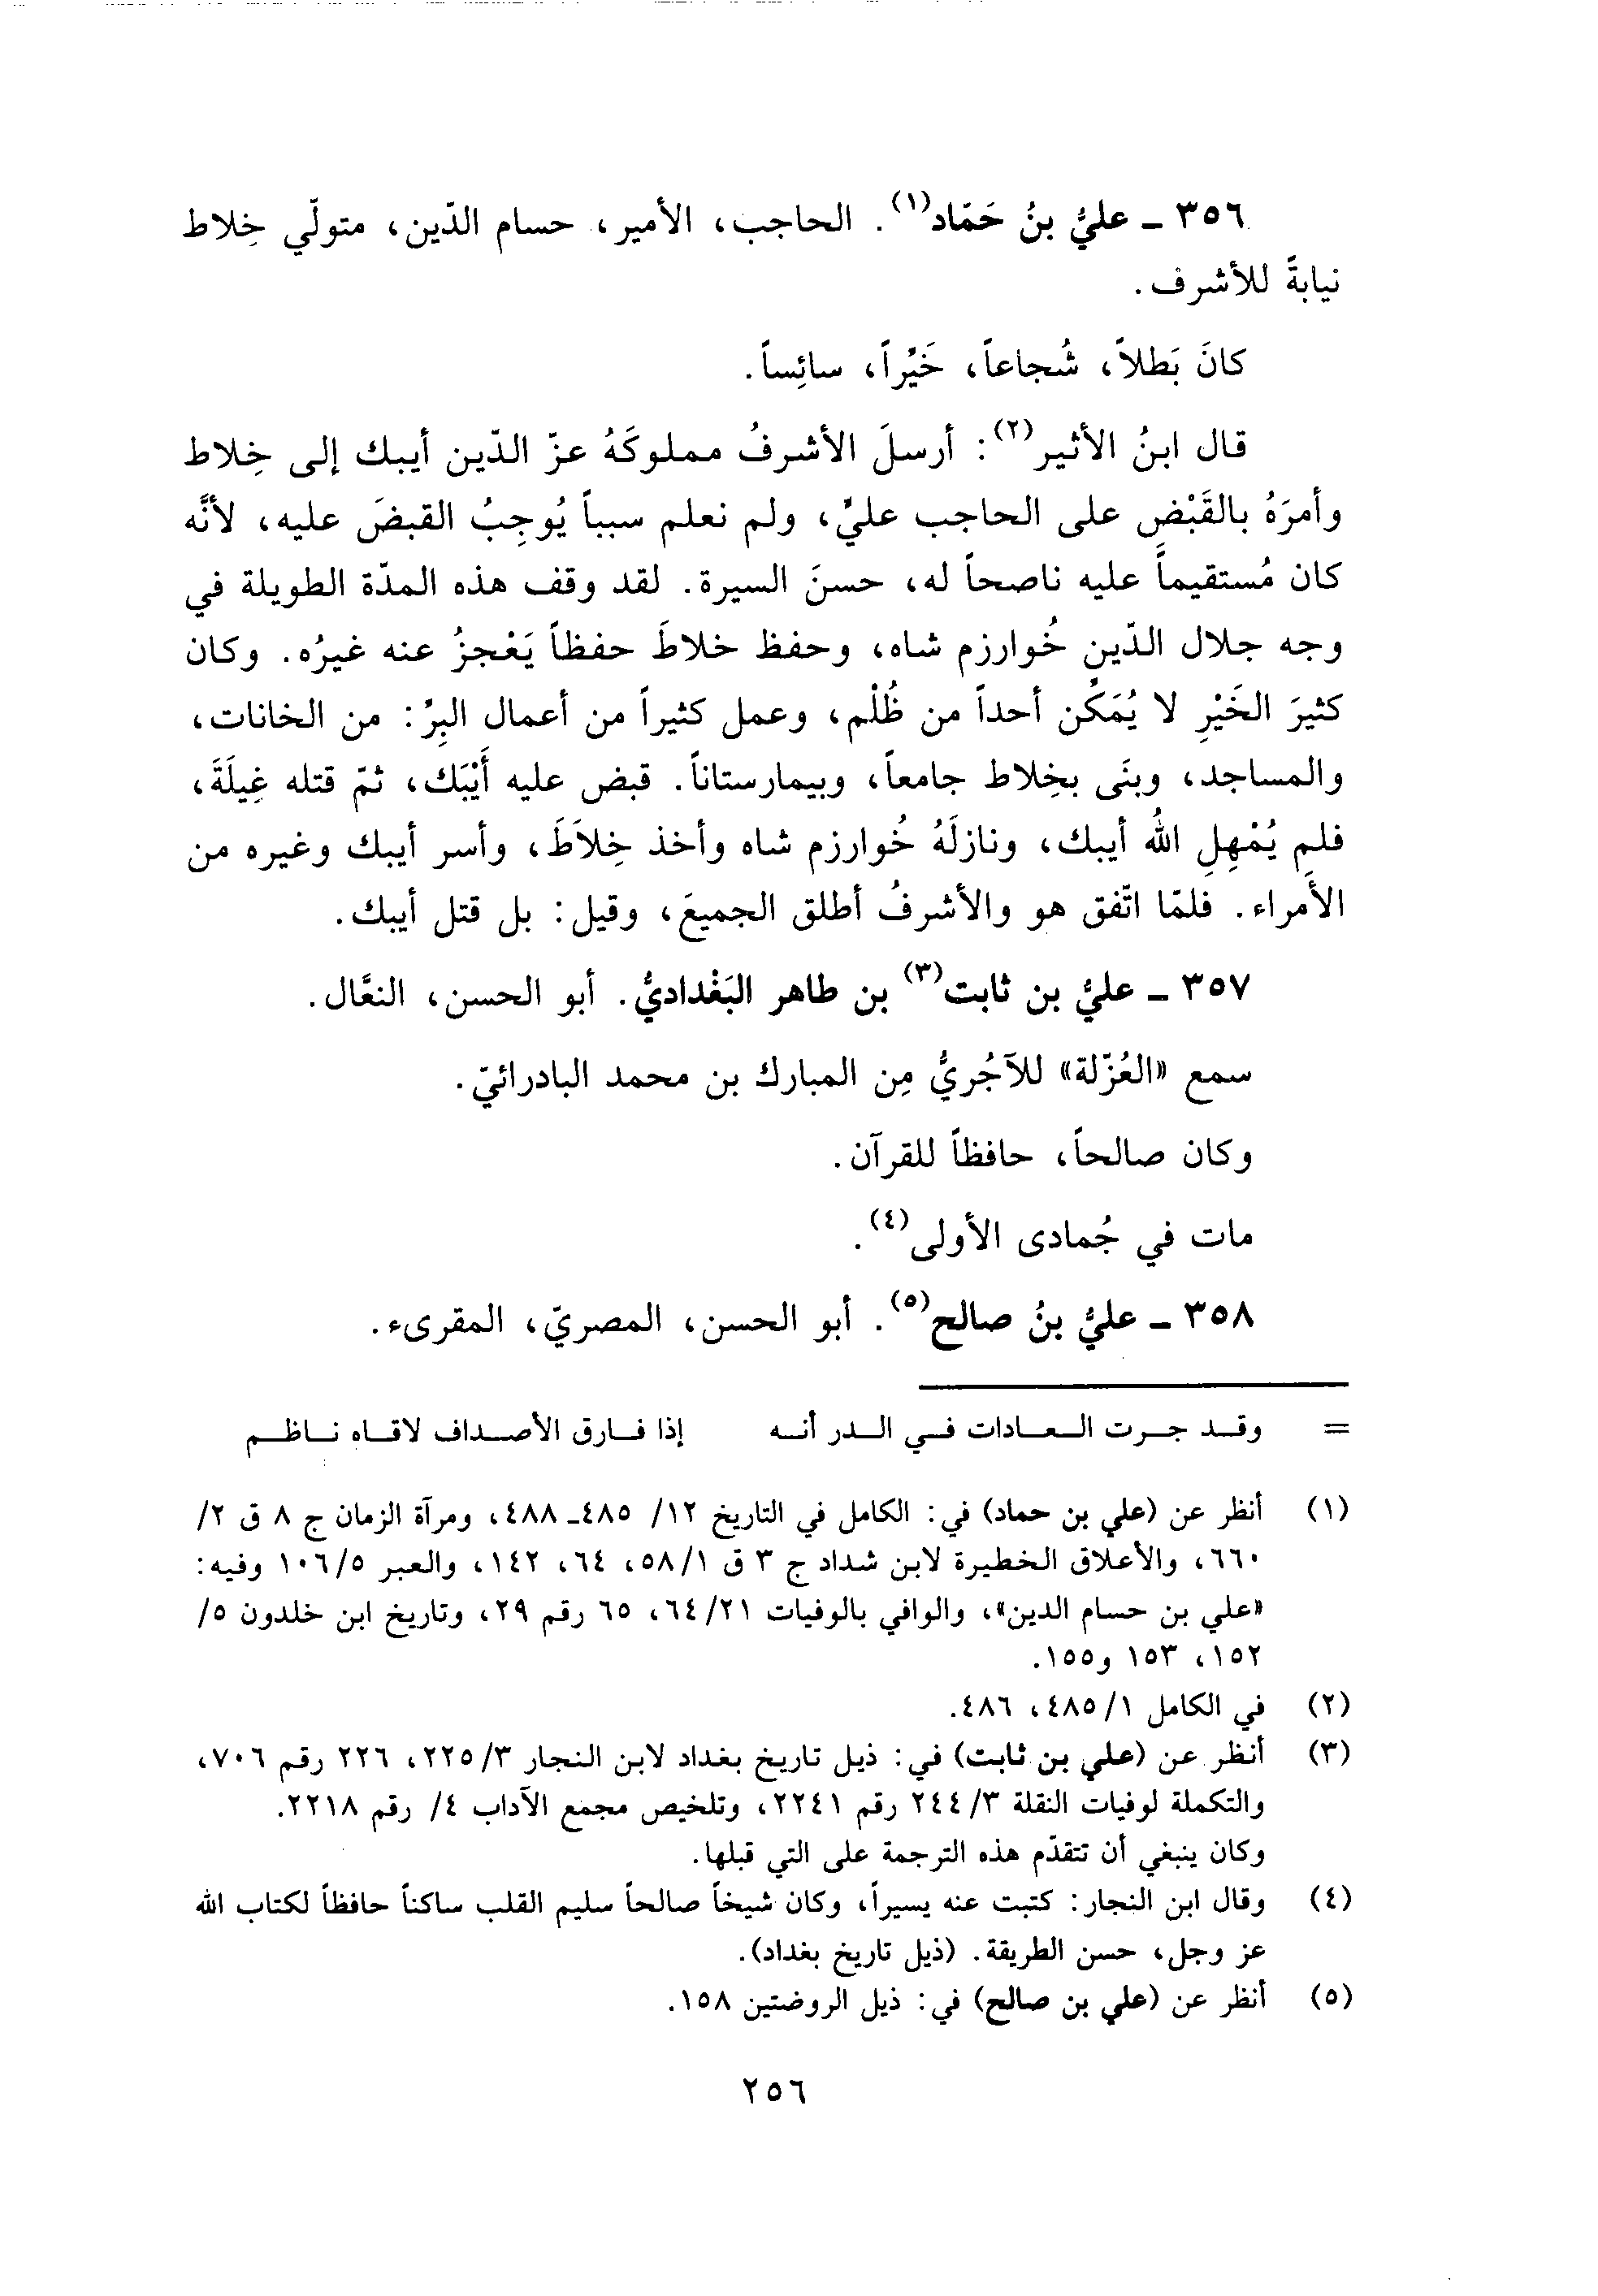 ٣٥٦ ـ عليُّ بنُ حَمّاد(١). الحاجب، الأمير، حسام الدّين، متولّي خِلاط
نيابةً للأشرف.
كانَ بَطلاً، شُجاعاً، خَيِّراً، سائِساً.
قال ابنُ الأثير(٢): أرسلَ الأشرفُ مملوكَهُ عزّ الدّين أيبك إلى خِلاط
وأمرَهُ بالقَبْضِ على الحاجب عليٍّ، ولم نعلم سبباً يُوجِبُ القبضَ عليه، لأنَّه
كان مُستقيماً عليه ناصحاً له، حسنَ السيرة. لقد وقف هذه المدّة الطويلة في
وجه جلال الدّين خُوارزم شاه، وحفظ خلاطَ حفظاً يَعْجزُ عنه غيرُه. وكان
كثيرَ الخَيْرِ لا يُمَكِّن أحداً من ظُلْم، وعمل كثيراً من أعمال البِرِّ: من الخانات،
والمساجد، وبنَى بخِلاط جامعاً، وبيمارستاناً. قبض عليه أَيْبَك، ثمّ قتله غِيلَةَ،
فلم يُمْهِلِ اللهُ أيبك، ونازلَهُ خُوارزم شاه وأخذ خِلاَطَ، وأسر أيبك وغيره من
الأُمراء. فلمّا اتّفق هو والأشرفُ أطلق الجميعَ، وقيل: بل قتل أيبك.
٣٥٧ ـ عليُّ بن ثابت(٣) بن طاهر البَغْداديُّ. أبو الحسن، النعَّال.
سمع «العُزّلة» للآجُريُّ مِن المبارك بن محمد البادرائيّ.
وكان صالحاً، حافظاً للقرآن.
مات في جُمادى الأولى(٤).
٣٥٨ ـ عليُّ بنُ صالح(٥). أبو الحسن، المصريّ، المقرىء.
= وقد جرت العادات في الدر أنه إذا فارق الأصداف لاقاه ناظم
(١) أنظر عن (علي بن حماد) في: الكامل في التاريخ ١٢/ ٤٨٥ـ ٤٨٨، ومرآة الزمان ج ٨ ق ٢/
٦٦٠، والأعلاق الخطيرة لابن شداد ج ٣ ق ١/ ٥٨، ٦٤، ١٤٢، والعبر ٥/ ١٠٦ وفيه:
«علي بن حسام الدين»، والوافي بالوفيات ٢١/ ٦٤، ٦٥ رقم ٢٩، وتاريخ ابن خلدون ٥/
١٥٢، ١٥٣ و١٥٥.
(٢) في الكامل ١/ ٤٨٥، ٤٨٦.
(٣) أنظر عن (علي بن ثابت) في: ذيل تاريخ بغداد لابن النجار ٣/ ٢٢٥، ٢٢٦ رقم ٧٠٦،
والتكملة لوفيات النقلة ٣/ ٢٤٤ رقم ٢٢٤١، وتلخيص مجمع الآداب ٤/ رقم ٢٢١٨.
وكان ينبغي أن تتقدّم هذه الترجمة على التي قبلها.
(٤) وقال ابن النجار: كتبت عنه يسيراً، وكان شيخاً صالحاً سليم القلب ساكناً حافظاً لكتاب الله
عز وجل، حسن الطريقة. (ذيل تاريخ بغداد).
(٥) أنظر عن (علي بن صالح) في: ذيل الروضتين ١٥٨.
٢٥٦